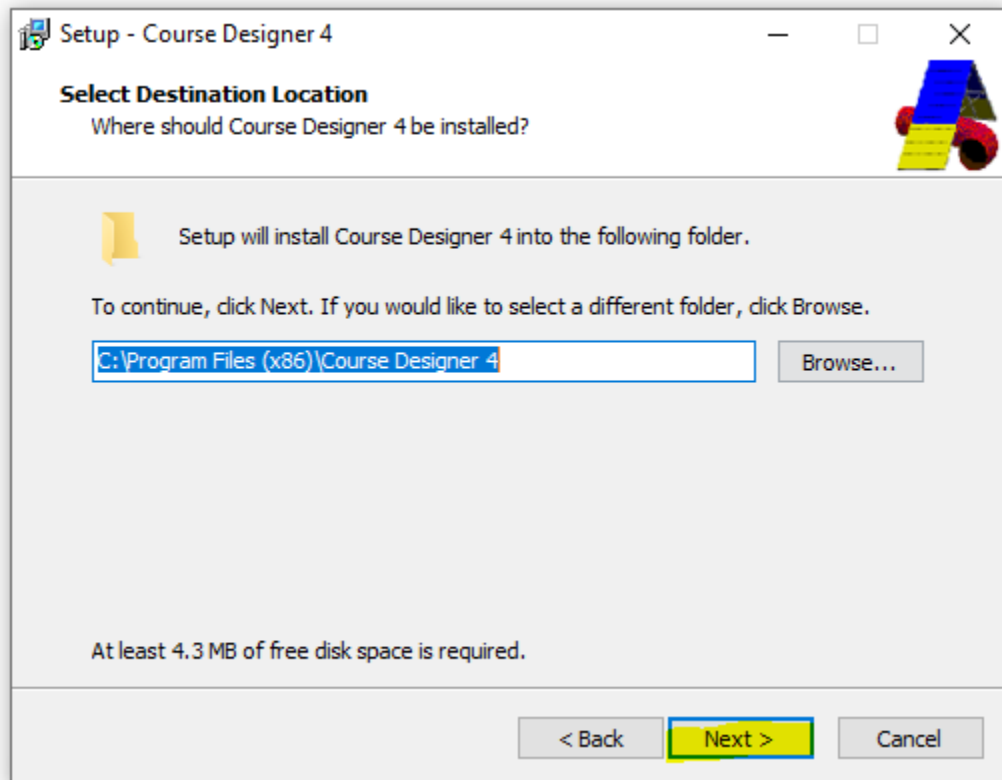 Setup - Course Designer 4
Select Destination Location
Where should Course Designer 4 be installed?
Setup will install Course Designer 4 into the following folder.
To continue, click Next. If you would like to select a different folder, click Browse.
C:\Program Files (x86)\Course Designer 4
Browse...
At least 4.3 MB of free disk space is required.
< Back
Next >
Cancel